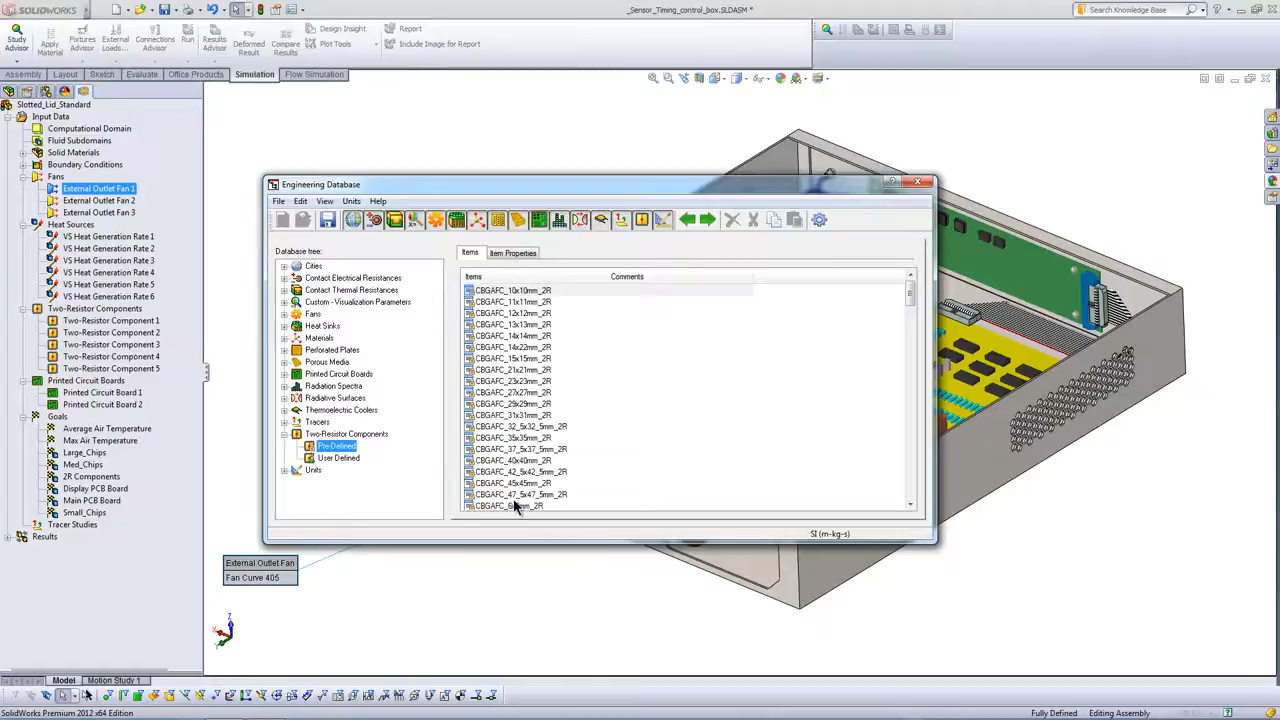 SOLIDWORKS
_Sensor_Timing_control_box.SLDASM *
Search Knowledge Base
Study Advisor
Apply Material
Fixtures Advisor
External Loads...
Connections Advisor
Results Advisor
Deformed Result
Compare Results
Design Insight
Plot Tools
Report
Include Image for Report
Assembly
Layout
Sketch
Evaluate
Office Products
Simulation
Flow Simulation
Slotted_Lid_Standard
Input Data
Computational Domain
Fluid Subdomains
Solid Materials
Boundary Conditions
Fans
External Outlet Fan 1
External Outlet Fan 2
External Outlet Fan 3
Heat Sources
VS Heat Generation Rate 1
VS Heat Generation Rate 2
VS Heat Generation Rate 3
VS Heat Generation Rate 4
VS Heat Generation Rate 5
VS Heat Generation Rate 6
Two-Resistor Components
Two-Resistor Components 1
Two-Resistor Components 2
Two-Resistor Components 3
Two-Resistor Components 4
Two-Resistor Components 5
Printed Circuit Boards
Printed Circuit Board 1
Printed Circuit Board 2
Goals
Average Air Temperature
Max Air Temperature
Large_Chips
Med_Chips
2R Components
Daughter PCB
Main PCB Board
Small_Chips
Tracer Studies
Results
Engineering Database
File Edit View Units Help
Database tree:
Cities
Contact Electrical Resistances
Contact Thermal Resistances
Custom - Visualization Parameters
Fans
Heat Sinks
Materials
Perforated Plates
Porous Media
Printed Circuit Boards
Radiation Spectra
Radiative Surfaces
Thermoelectric Coolers
Tracers
Two-Resistor Components
Pre-Defined
User Defined
Units
Items
Item Properties
Items Comments
CBGAFC_10x10mm_2R
CBGAFC_11x11mm_2R
CBGAFC_12x12mm_2R
CBGAFC_13x13mm_2R
CBGAFC_14x14mm_2R
CBGAFC_14x22mm_2R
CBGAFC_15x15mm_2R
CBGAFC_21x21mm_2R
CBGAFC_23x23mm_2R
CBGAFC_27x27mm_2R
CBGAFC_29x29mm_2R
CBGAFC_31x31mm_2R
CBGAFC_32_5x32_5mm_2R
CBGAFC_35x35mm_2R
CBGAFC_37_5x37_5mm_2R
CBGAFC_40x40mm_2R
CBGAFC_42_5x42_5mm_2R
CBGAFC_45x45mm_2R
CBGAFC_47_5x47_5mm_2R
SI (m-kg-s)
External Outlet Fan
Fan Curve 405
Z
X
Y
Model
Motion Study 1
SolidWorks Premium 2012 x64 Edition
Fully Defined
Editing Assembly